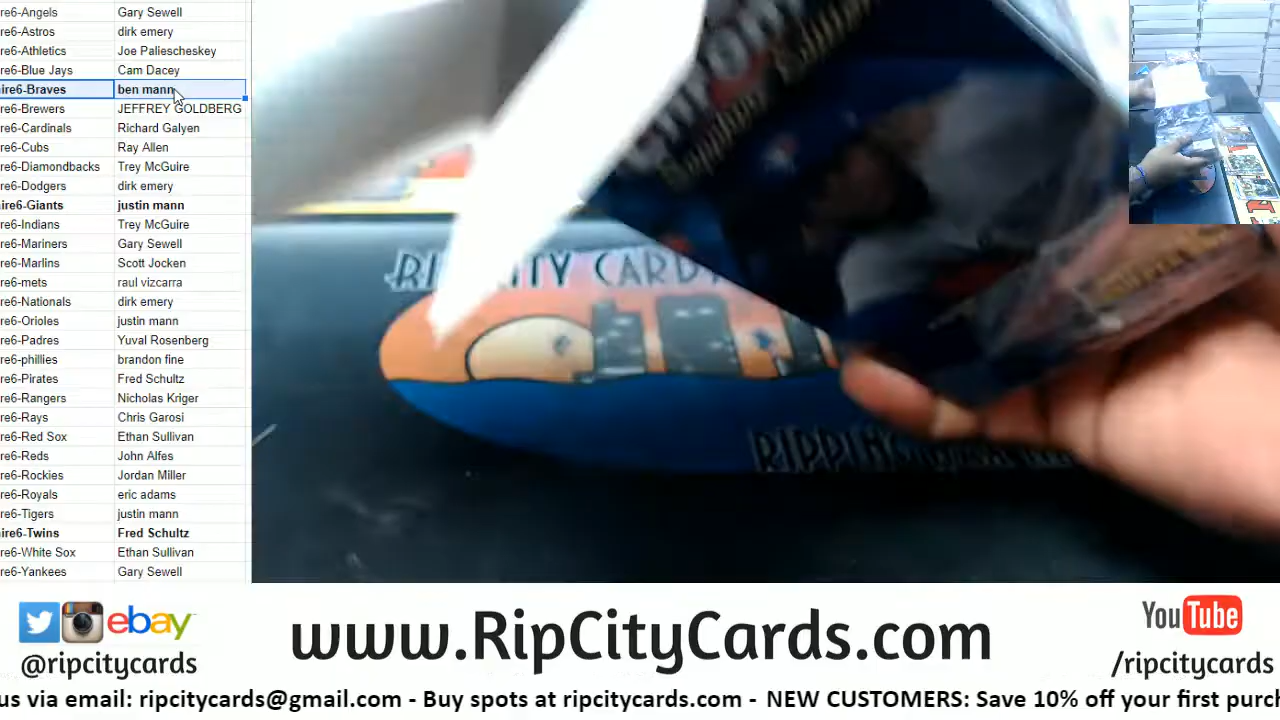 re6-Angels Gary Sewell
re6-Astros dirk emery
re6-Athletics Joe Paliescheskey
re6-Blue Jays Cam Dacey
ire6-Braves ben mann
re6-Brewers JEFFREY GOLDBERG
re6-Cardinals Richard Galyen
re6-Cubs Ray Allen
re6-Diamondbacks Trey McGuire
re6-Dodgers dirk emery
ire6-Giants justin mann
re6-Indians Trey McGuire
re6-Mariners Gary Sewell
re6-Marlins Scott Jocken
re6-mets raul vizcarra
re6-Nationals dirk emery
re6-Orioles justin mann
re6-Padres Yuval Rosenberg
re6-phillies brandon fine
re6-Pirates Fred Schultz
re6-Rangers Nicholas Kriger
re6-Rays Chris Garosi
re6-Red Sox Ethan Sullivan
re6-Reds John Alfes
re6-Rockies Jordan Miller
re6-Royals eric adams
re6-Tigers justin mann
ire6-Twins Fred Schultz
re6-White Sox Ethan Sullivan
re6-Yankees Gary Sewell
RIP CITY CARD
RIPPING
ebay
@ripcitycards
www.RipCityCards.com
YouTube
/ripcitycards
us via email: ripcitycards@gmail.com - Buy spots at ripcitycards.com - NEW CUSTOMERS: Save 10% off your first purch